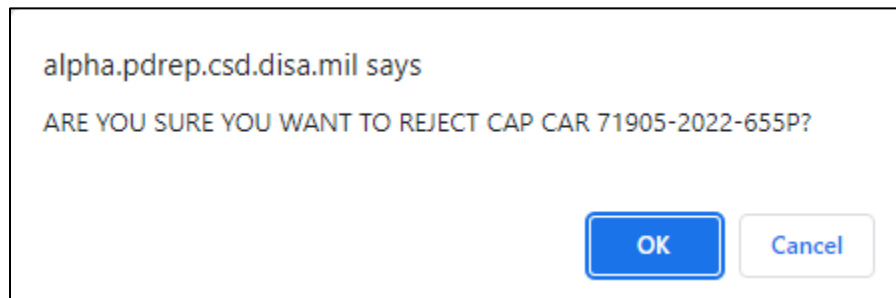 alpha.pdrep.csd.disa.mil says
ARE YOU SURE YOU WANT TO REJECT CAP CAR 71905-2022-655P?
OK Cancel